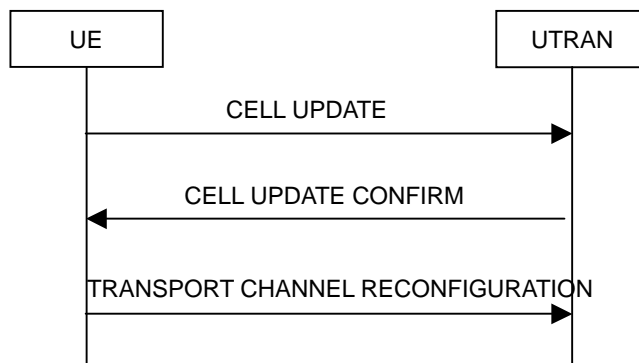 UE
UTRAN
CELL UPDATE
CELL UPDATE CONFIRM
TRANSPORT CHANNEL RECONFIGURATION